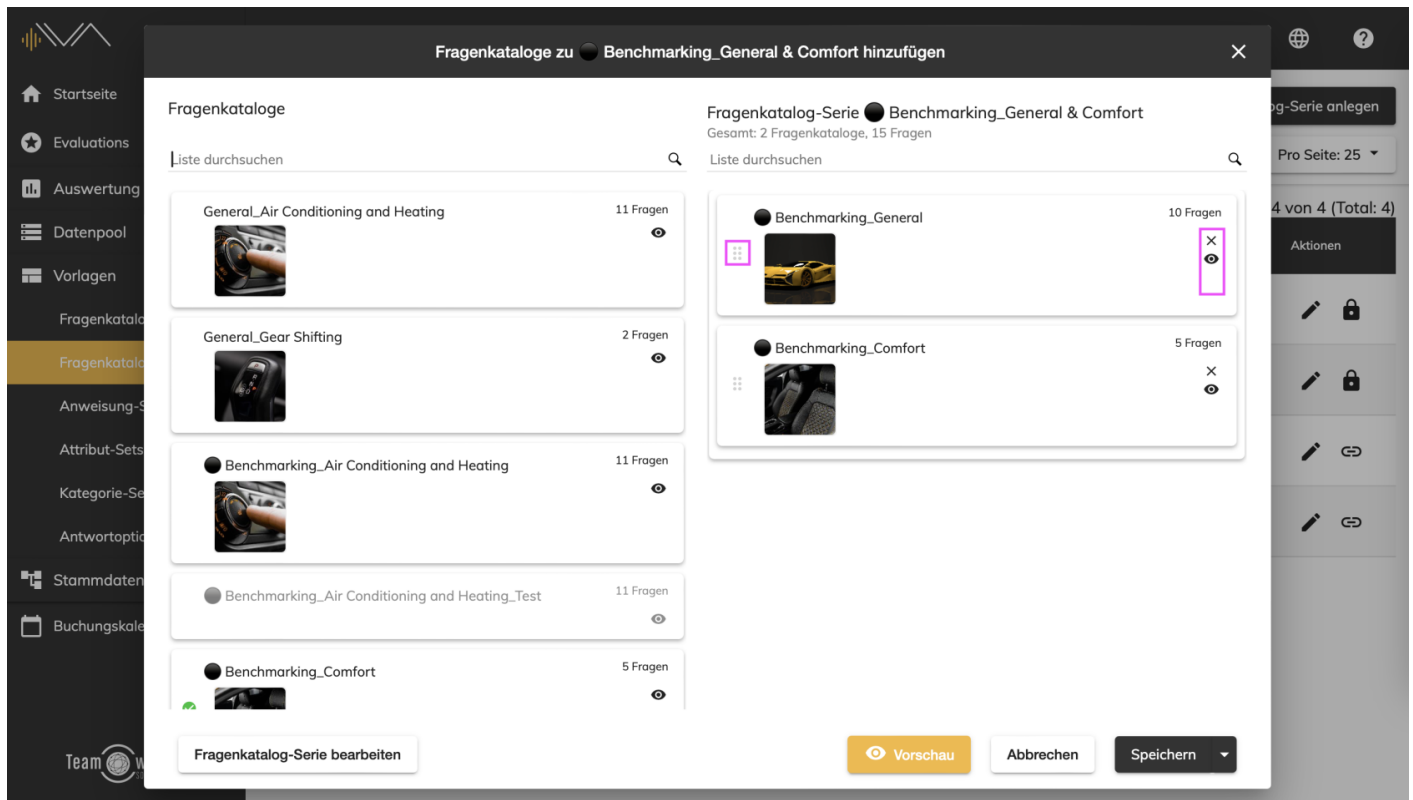 Fragenkataloge zu Benchmarking_General & Comfort hinzufügen
Startseite
Evaluations
Auswertung
Datenpool
Vorlagen
Anweisung-S
Attribut-Sets
Kategorie-Se
Stammdaten
Buchungskale
Team
Fragenkataloge
Liste durchsuchen
General_Air Conditioning and Heating
11 Fragen
General_Gear Shifting
2 Fragen
Benchmarking_Air Conditioning and Heating
11 Fragen
Benchmarking_Air Conditioning and Heating_Test
11 Fragen
Benchmarking_Comfort
5 Fragen
Fragenkatalog-Serie Benchmarking_General & Comfort
Gesamt: 2 Fragenkataloge, 15 Fragen
Liste durchsuchen
Benchmarking_General
10 Fragen
Benchmarking_Comfort
5 Fragen
Fragenkatalog-Serie bearbeiten
Vorschau
Abbrechen
Speichern
og-Serie anlegen
Pro Seite: 25
4 von 4 (Total: 4)
Aktionen